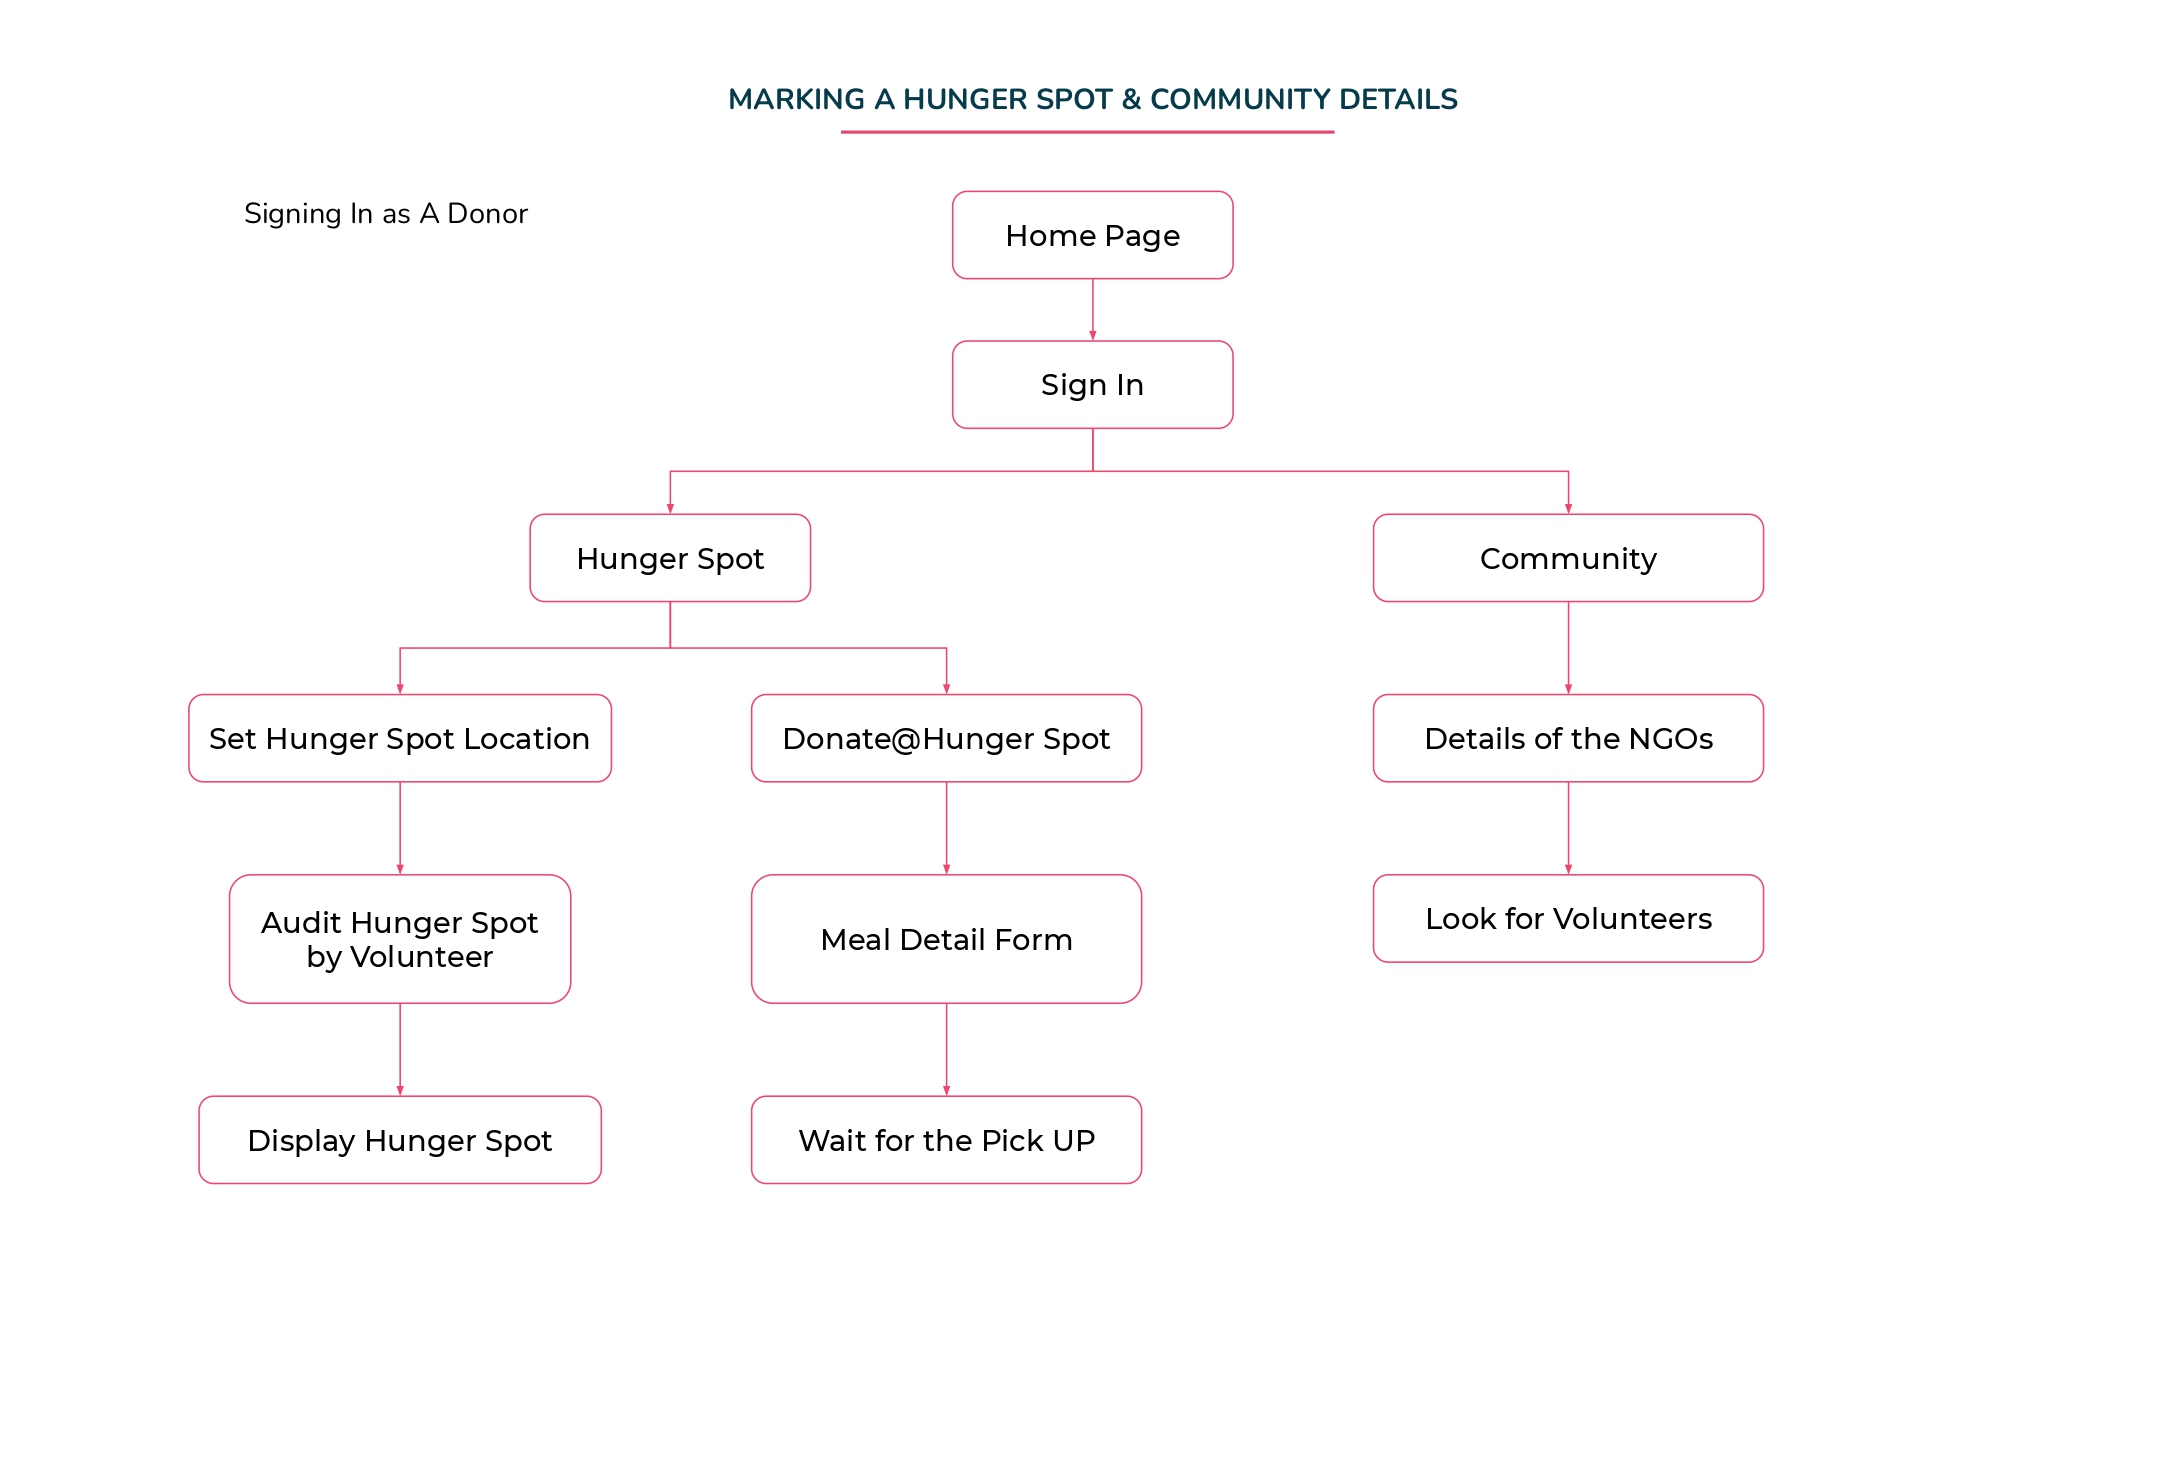 MARKING A HUNGER SPOT & COMMUNITY DETAILS
Signing In as A Donor
Home Page
Sign In
Hunger Spot
Community
Set Hunger Spot Location
Donate@Hunger Spot
Details of the NGOs
Audit Hunger Spot
by Volunteer
Meal Detail Form
Look for Volunteers
Display Hunger Spot
Wait for the Pick UP